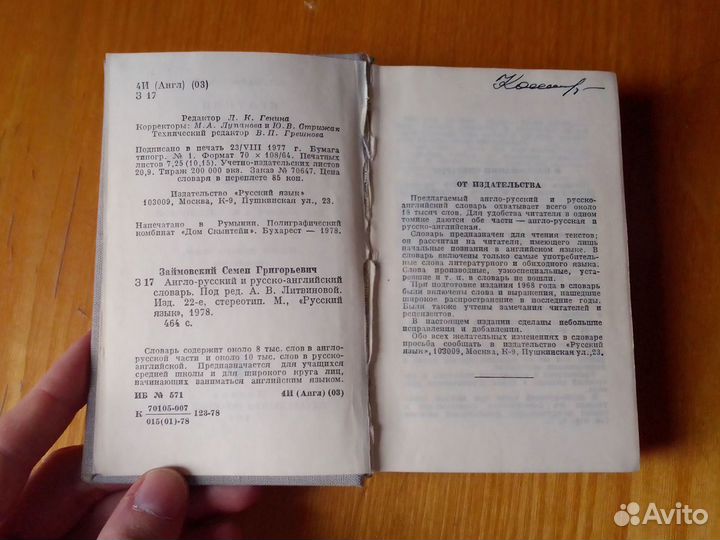 4И (Англ) (03)
З 17
Редактор Л. К. Генина
Корректоры: М. А. Лупанова и Ю. В. Стрижак
Технический редактор В. П. Грешнова
Подписано в печать 23/VIII 1977 г. Бумага
типогр. № 1. Формат 70 × 108/64. Печатных
листов 7,25 (10,15). Учетно-издательских листов
20,9. Тираж 200 000 экз. Заказ № 70647. Цена
словаря в переплете 85 коп.
Издательство «Русский язык»
103009, Москва, К-9, Пушкинская ул., 23.
Напечатано в Румынии. Полиграфический
комбинат «Дом Скынтейи». Бухарест — 1978.
Займовский Семен Григорьевич
З 17 Англо-русский и русско-английский
словарь. Под ред. А. В. Литвиновой.
Изд. 22-е, стереотип. М., «Русский
язык», 1978.
464 с.
Словарь содержит около 8 тыс. слов в англо-
русской части и около 10 тыс. слов в русско-
английской. Предназначается для учащихся
средней школы и для широкого круга лиц,
начинающих заниматься английским языком.
ИБ № 571 4И (Англ) (03)
К 70105-007 123-78
015(01)-78
ОТ ИЗДАТЕЛЬСТВА
Предлагаемый англо-русский и русско-
английский словарь охватывает всего около
18 тысяч слов. Для удобства читателя в одном
томике даются обе части — англо-русская и
русско-английская.
Словарь предназначен для чтения текстов;
он рассчитан на читателя, имеющего лишь
начальные познания в английском языке. В
словарь включены только самые употребитель-
ные слова литературного и обиходного языка.
Слова производные, узкоспециальные, уста-
ревшие и т. п. в словарь не вошли.
При подготовке издания 1968 года в словарь
были включены слова и выражения, нашедшие
широкое распространение в последние годы.
Были также учтены замечания читателей и
рецензентов.
В настоящем издании сделаны небольшие
исправления и добавления.
Обо всех желательных изменениях в словаре
просьба сообщать в издательство «Русский
язык», 103009, Москва, К-9, Пушкинская ул., 23.
Avito